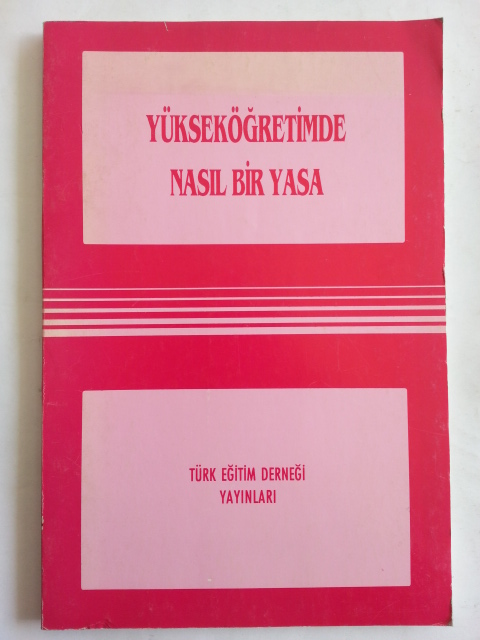 YÜKSEKÖĞRETİMDE
NASIL BİR YASA
TÜRK EĞİTİM DERNEĞİ
YAYINLARI